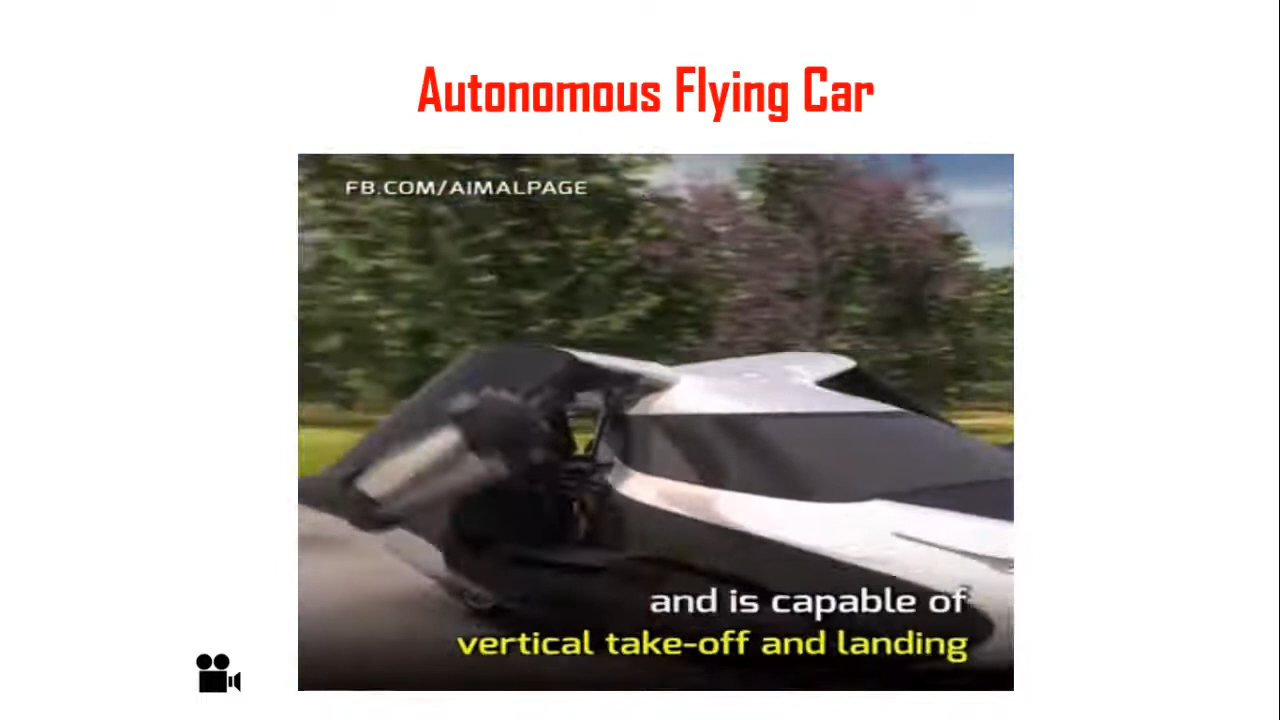 Autonomous Flying Car
FB.COM/AIMALPAGE
and is capable of
vertical take-off and landing